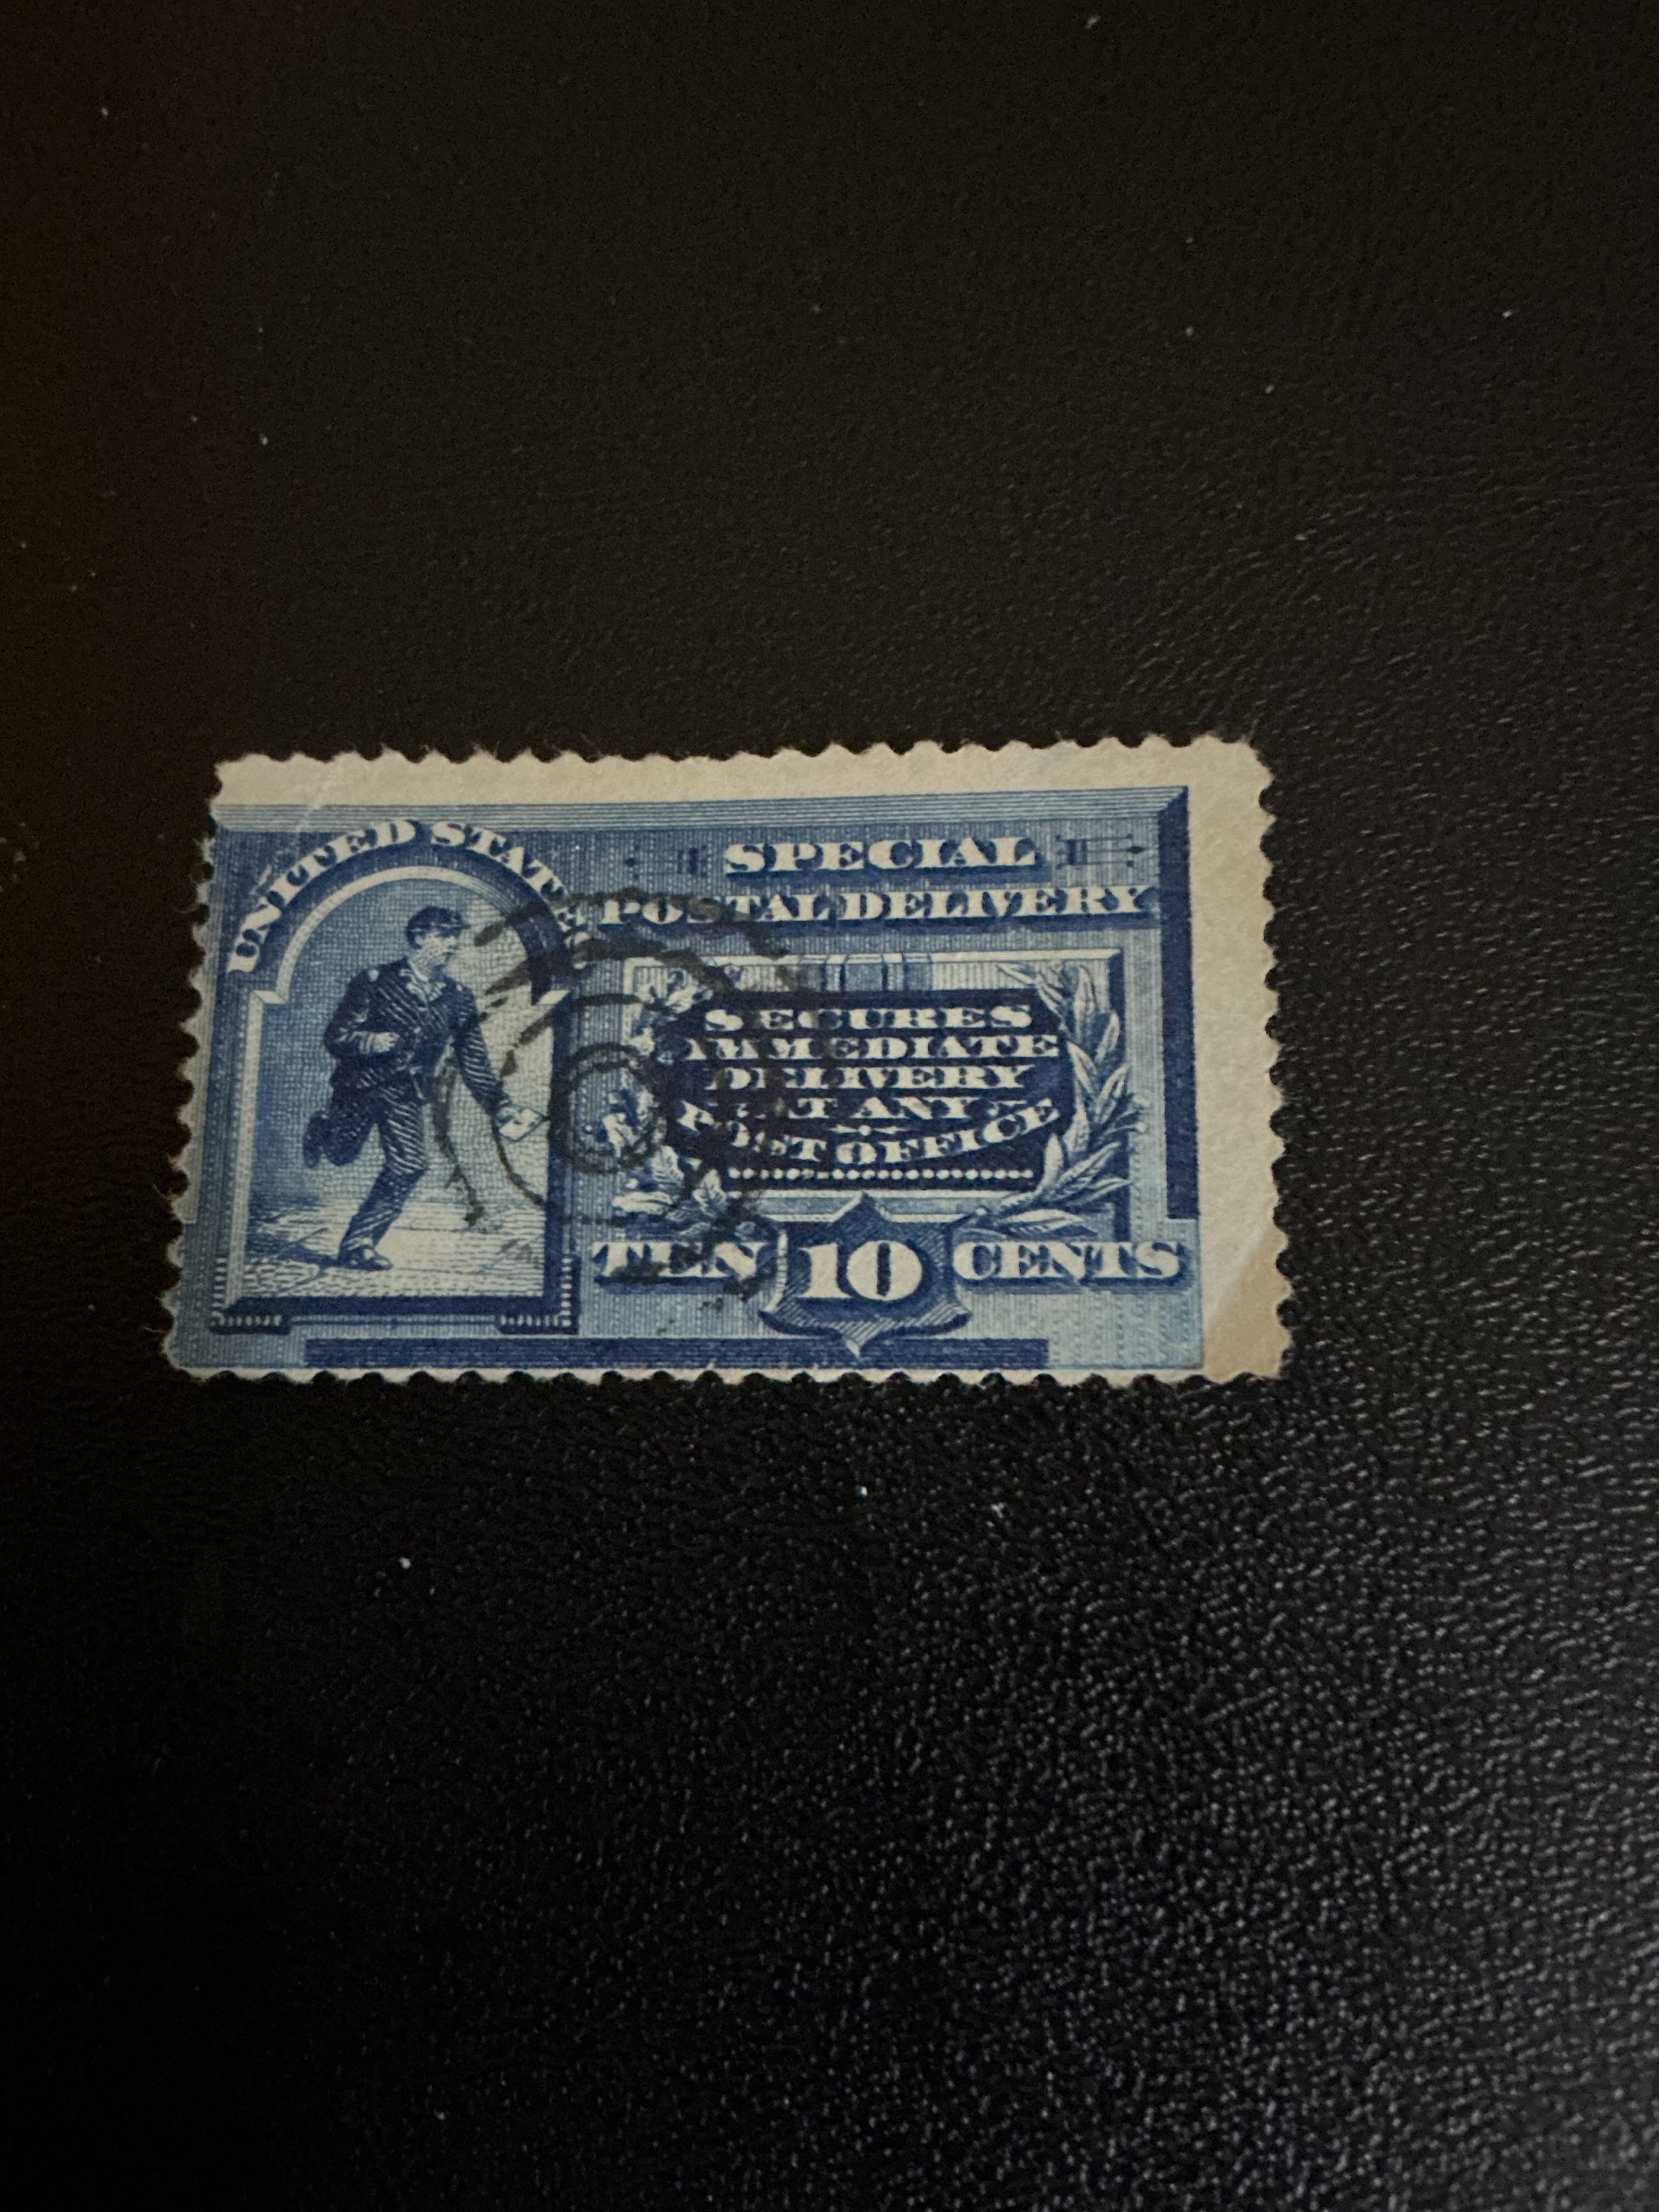 UNITED STATES
SPECIAL
POSTAL DELIVERY
SECURES
IMMEDIATE
DELIVERY
AT ANY
POST OFFICE
TEN 10 CENTS